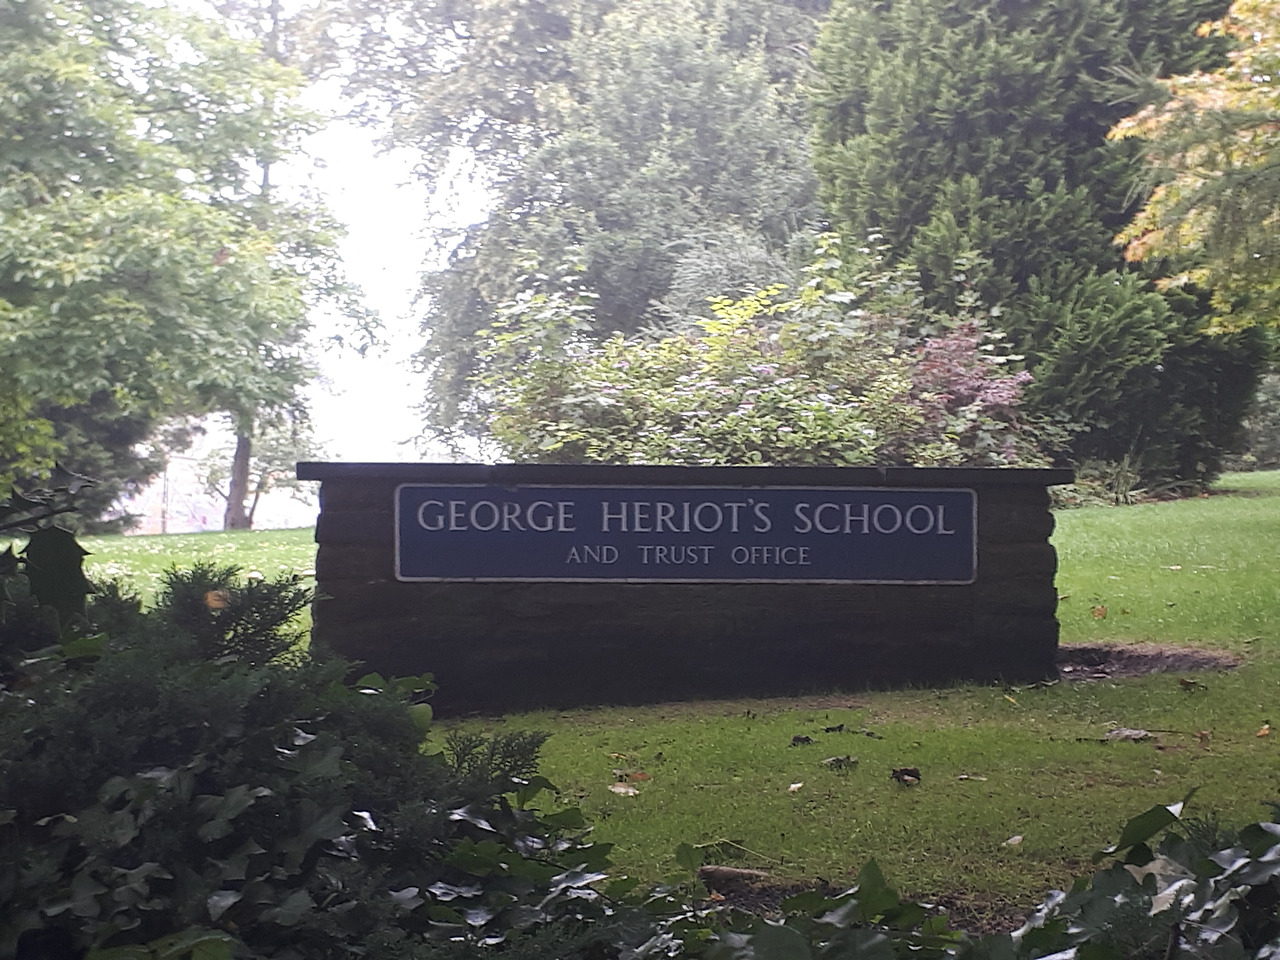 GEORGE HERIOT'S SCHOOL
AND TRUST OFFICE